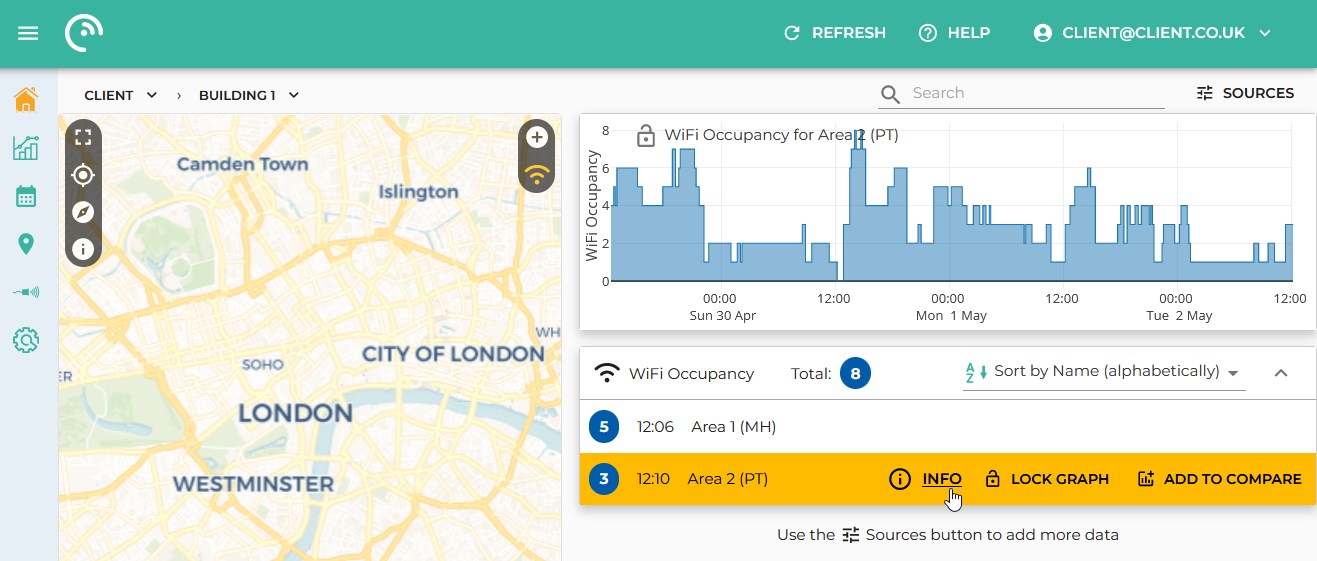 REFRESH HELP CLIENT@CLIENT.CO.UK
CLIENT › BUILDING 1
Search
SOURCES
Camden Town
Islington
WH
CITY OF LONDON
SOHO
ER
LONDON
WESTMINSTER
WiFi Occupancy for Area 2 (PT)
WiFi Occupancy
8
6
4
2
0
00:00 12:00 00:00 12:00 00:00 12:00
Sun 30 Apr Mon 1 May Tue 2 May
WiFi Occupancy Total: 8 AZ Sort by Name (alphabetically)
5 12:06 Area 1 (MH)
3 12:10 Area 2 (PT) INFO LOCK GRAPH ADD TO COMPARE
Use the Sources button to add more data